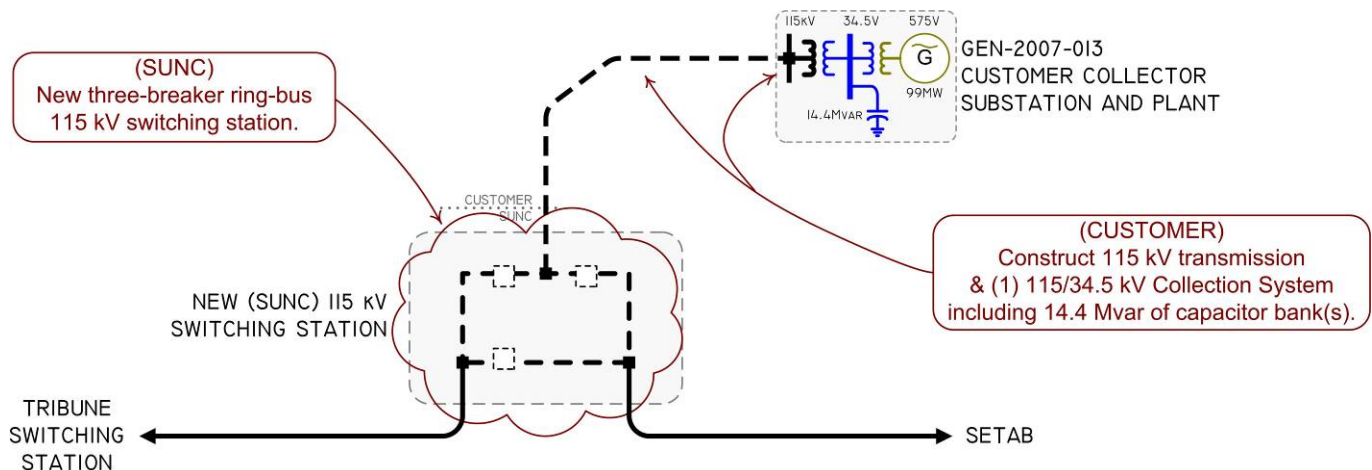 115kV 34.5V 575V
G
99MW
14.4MVAR
GEN-2007-013
CUSTOMER COLLECTOR
SUBSTATION AND PLANT
(SUNC)
New three-breaker ring-bus
115 kV switching station.
CUSTOMER
SUNC
(CUSTOMER)
Construct 115 kV transmission
& (1) 115/34.5 kV Collection System
including 14.4 Mvar of capacitor bank(s).
NEW (SUNC) 115 kV
SWITCHING STATION
TRIBUNE
SWITCHING
STATION
SETAB